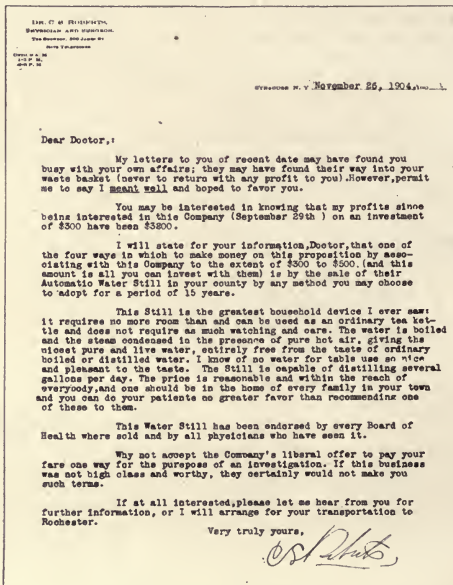 DR. C S ROBERTS,
PHYSICIAN AND SURGEON.
BOTH TELEPHONES
SYRACUSE N. Y November 26, 1904,
Dear Doctor,:
My letters to you of recent date may have found you
busy with your own affairs; they may have found their way into your
waste basket (never to return with any profit to you).However,permit
me to say I meant well and hoped to favor you.
You may be interested in knowing that my profits since
being interested in this Company (September 29th ) on an investment
of $300 have been $3200.
I will state for your information,Doctor,that one of
the four ways in which to make money on this proposition by asso-
ciating with this Company to the extent of $300 to $500,(and this
amount is all you can invest with them) is by the sale of their
Automatic Water Still in your county by any method you may choose
to adopt for a period of 15 years.
This Still is the greatest household device I ever saw:
it requires no more room than and can be used as an ordinary tea ket-
tle and does not require as much watching and care. The water is boiled
and the steam condensed in the presence of pure hot air, giving the
nicest pure and live water, entirely free from the taste of ordinary
boiled or distilled water. I know of no water for table use so nice
and pleasant to the taste. The Still is capable of distilling several
gallons per day. The price is reasonable and within the reach of
everybody,and one should be in the home of every family in your town
and you can do your patients no greater favor than recommending one
of these to them.
This Water Still has been endorsed by every Board of
Health where sold and by all physicians who have seen it.
Why not accept the Company's liberal offer to pay your
fare one way for the purepose of an investigation. If this business
was not high class and worthy, they certainly would not make you
such terms.
If at all interested,please let me hear from you for
further information, or I will arrange for your transportation to
Rochester.
Very truly yours,